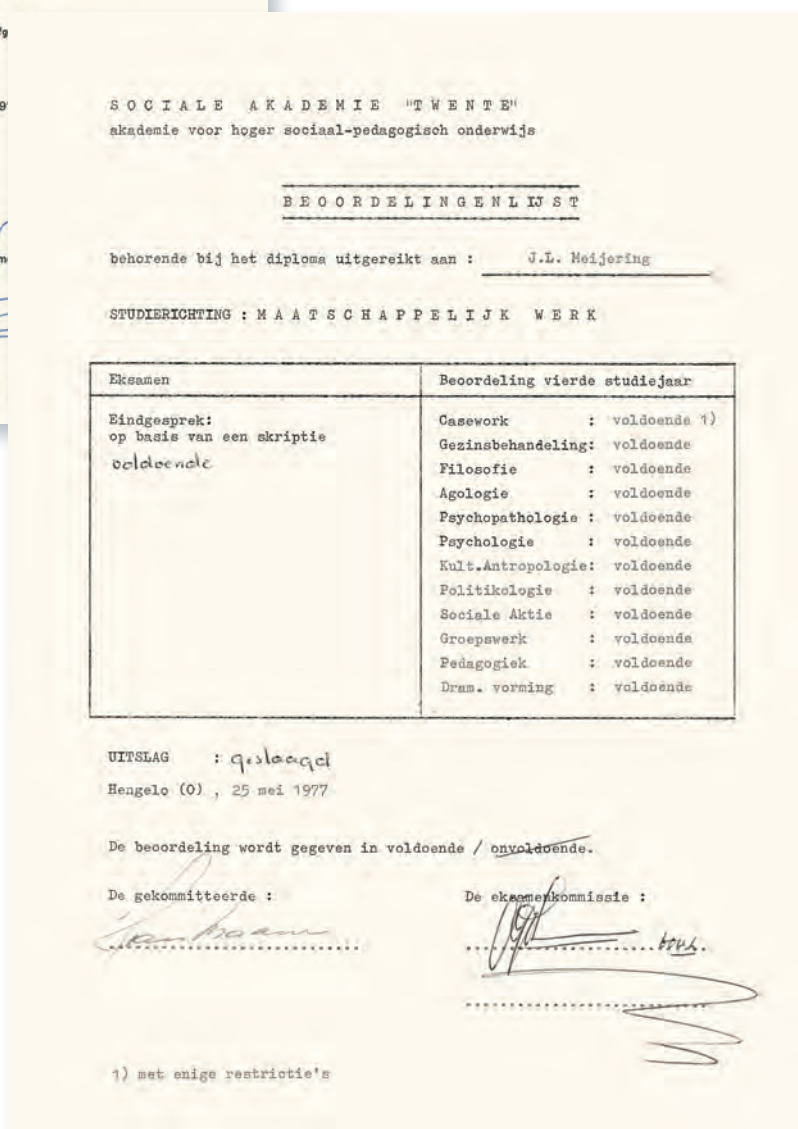 S O C I A L E   A K A D E M I E   "T W E N T E"
akademie voor hoger sociaal-pedagogisch onderwijs
B E O O R D E L I N G E N L IJ S T
behorende bij het diploma uitgereikt aan : J.L. Meijering
STUDIERICHTING : M A A T S C H A P P E L I J K   W E R K
Eksamen
Eindgesprek:
op basis van een skriptie
voldoende
Beoordeling vierde studiejaar
Casework : voldoende 1)
Gezinsbehandeling: voldoende
Filosofie : voldoende
Agologie : voldoende
Psychopathologie : voldoende
Psychologie : voldoende
Kult.Antropologie: voldoende
Politikologie : voldoende
Sociale Aktie : voldoende
Groepswerk : voldoende
Pedagogiek : voldoende
Dram. vorming : voldoende
UITSLAG : geslaagd
Hengelo (O) , 25 mei 1977
De beoordeling wordt gegeven in voldoende / onvoldoende.
De gekommitteerde :
De eksamenkommissie :
1) met enige restrictie's